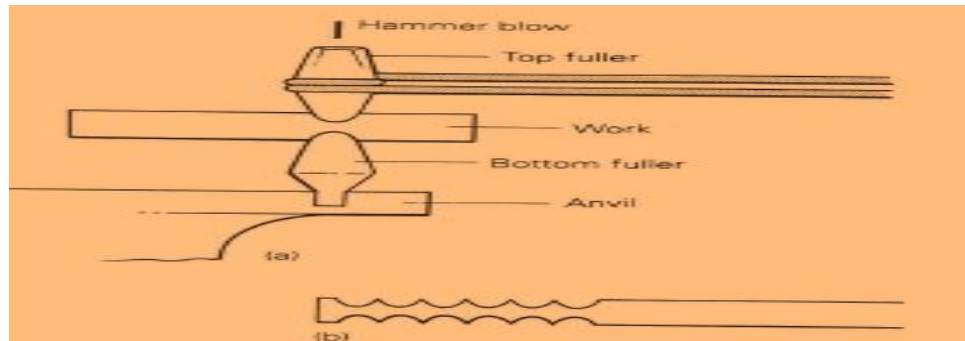 Hammer blow
Top fuller
Work
Bottom fuller
Anvil
(a)
(b)